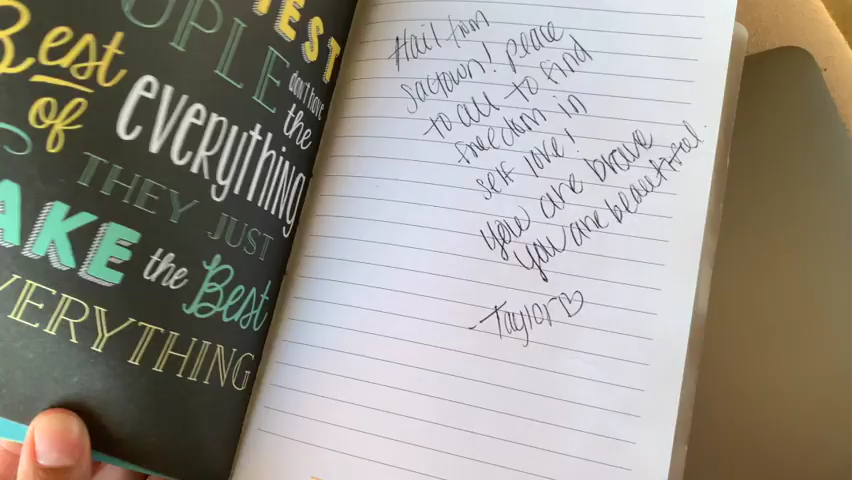 EST
OPLE
don't have
the
Best
of
everything
THEY JUST
AKE the Best
VERYTHING
Hail from
Sactown! Peace
to all to find
freedom in
self love!
you are brave
you are beautiful.
-Taylor♡